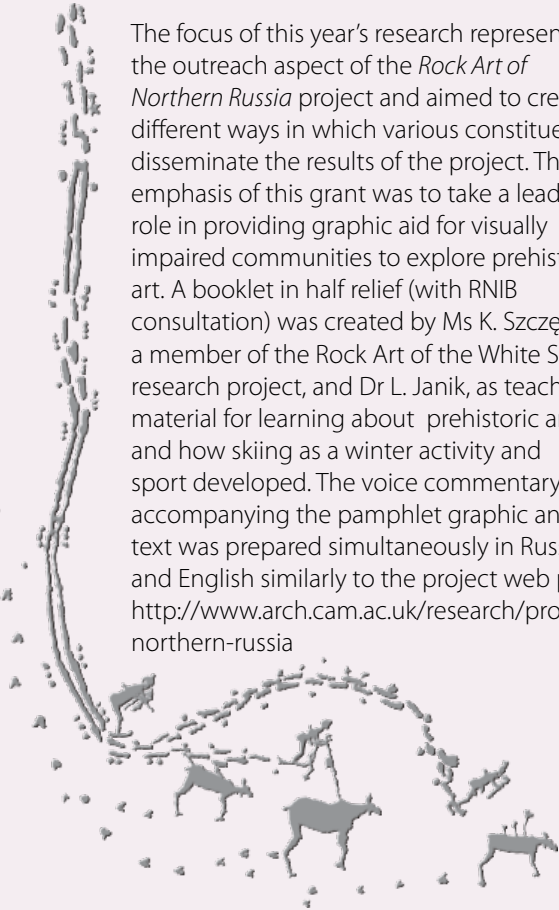 The focus of this year’s research represen
the outreach aspect of the Rock Art of
Northern Russia project and aimed to cre
different ways in which various constitue
disseminate the results of the project. Th
emphasis of this grant was to take a lead
role in providing graphic aid for visually
impaired communities to explore prehist
art. A booklet in half relief (with RNIB
consultation) was created by Ms K. Szczę
a member of the Rock Art of the White S
research project, and Dr L. Janik, as teach
material for learning about prehistoric a
and how skiing as a winter activity and
sport developed. The voice commentary
accompanying the pamphlet graphic an
text was prepared simultaneously in Rus
and English similarly to the project web p
http://www.arch.cam.ac.uk/research/pro
northern-russia